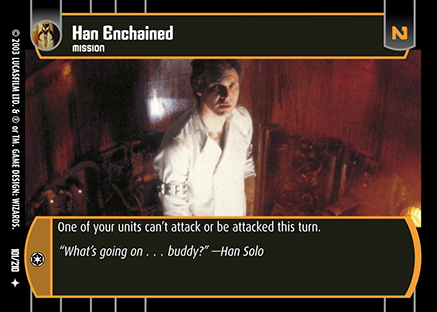 Han Enchained
MISSION
N
One of your units can't attack or be attacked this turn.
"What's going on . . . buddy?" —Han Solo
© 2003 LUCASFILM LTD. & ® or TM. GAME DESIGN: WIZARDS.
101/210